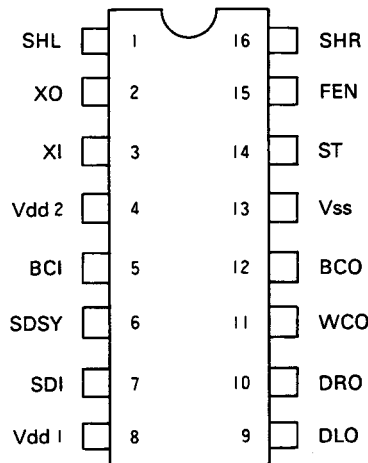 SHL 1 16 SHR
XO 2 15 FEN
XI 3 14 ST
Vdd 2 4 13 Vss
BCI 5 12 BCO
SDSY 6 11 WCO
SDI 7 10 DRO
Vdd 1 8 9 DLO